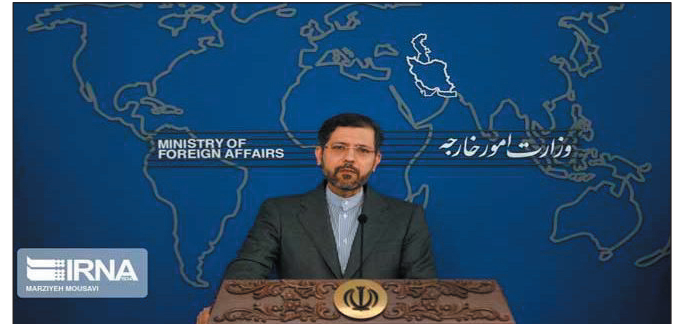 MINISTRY OF
FOREIGN AFFAIRS
وزارت امور خارجه
IRNA
MARZIYEH MOUSAVI